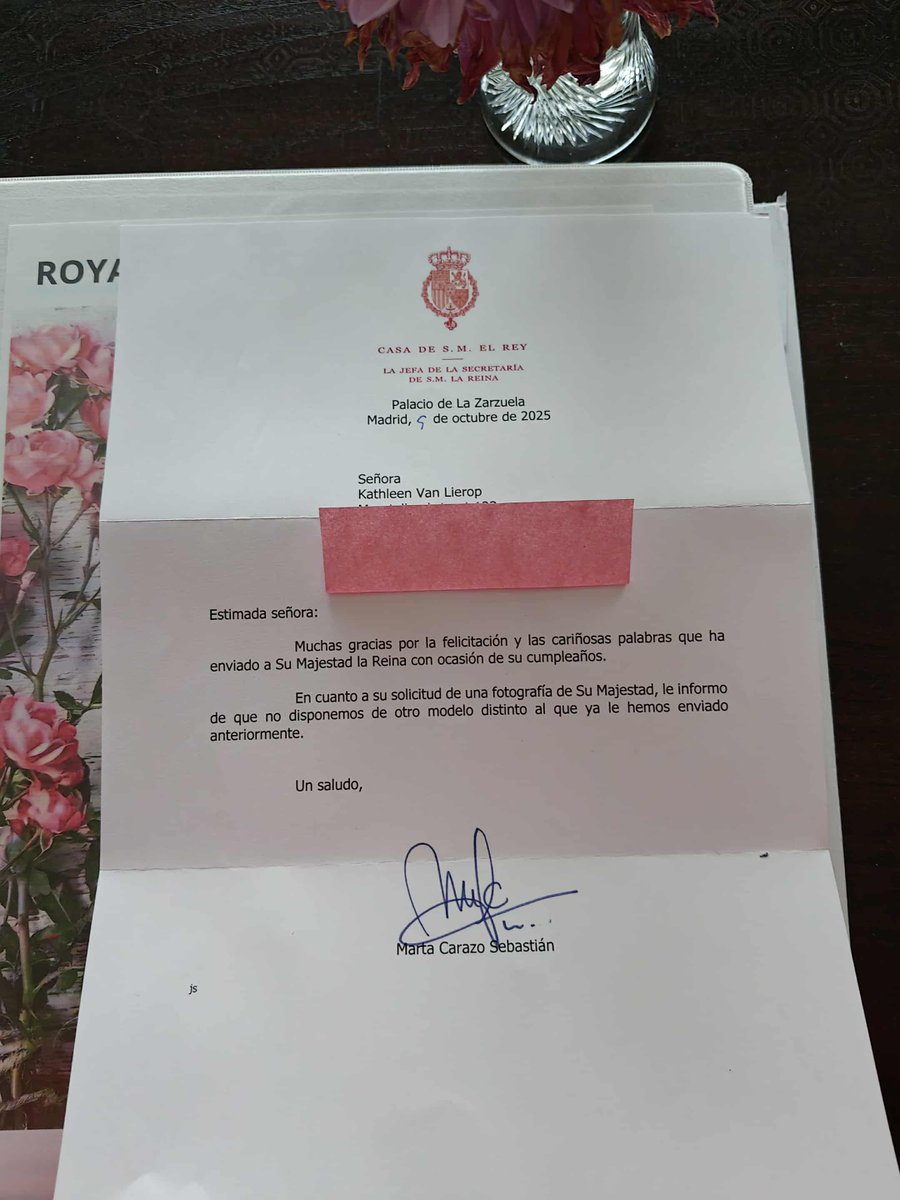 ROYA
CASA DE S.M. EL REY
LA JEFA DE LA SECRETARÍA
DE S.M. LA REINA
Palacio de La Zarzuela
Madrid, 9 de octubre de 2025
Señora
Kathleen Van Lierop
Estimada señora:
Muchas gracias por la felicitación y las cariñosas palabras que ha
enviado a Su Majestad la Reina con ocasión de su cumpleaños.
En cuanto a su solicitud de una fotografía de Su Majestad, le informo
de que no disponemos de otro modelo distinto al que ya le hemos enviado
anteriormente.
Un saludo,
Marta Carazo Sebastián
js